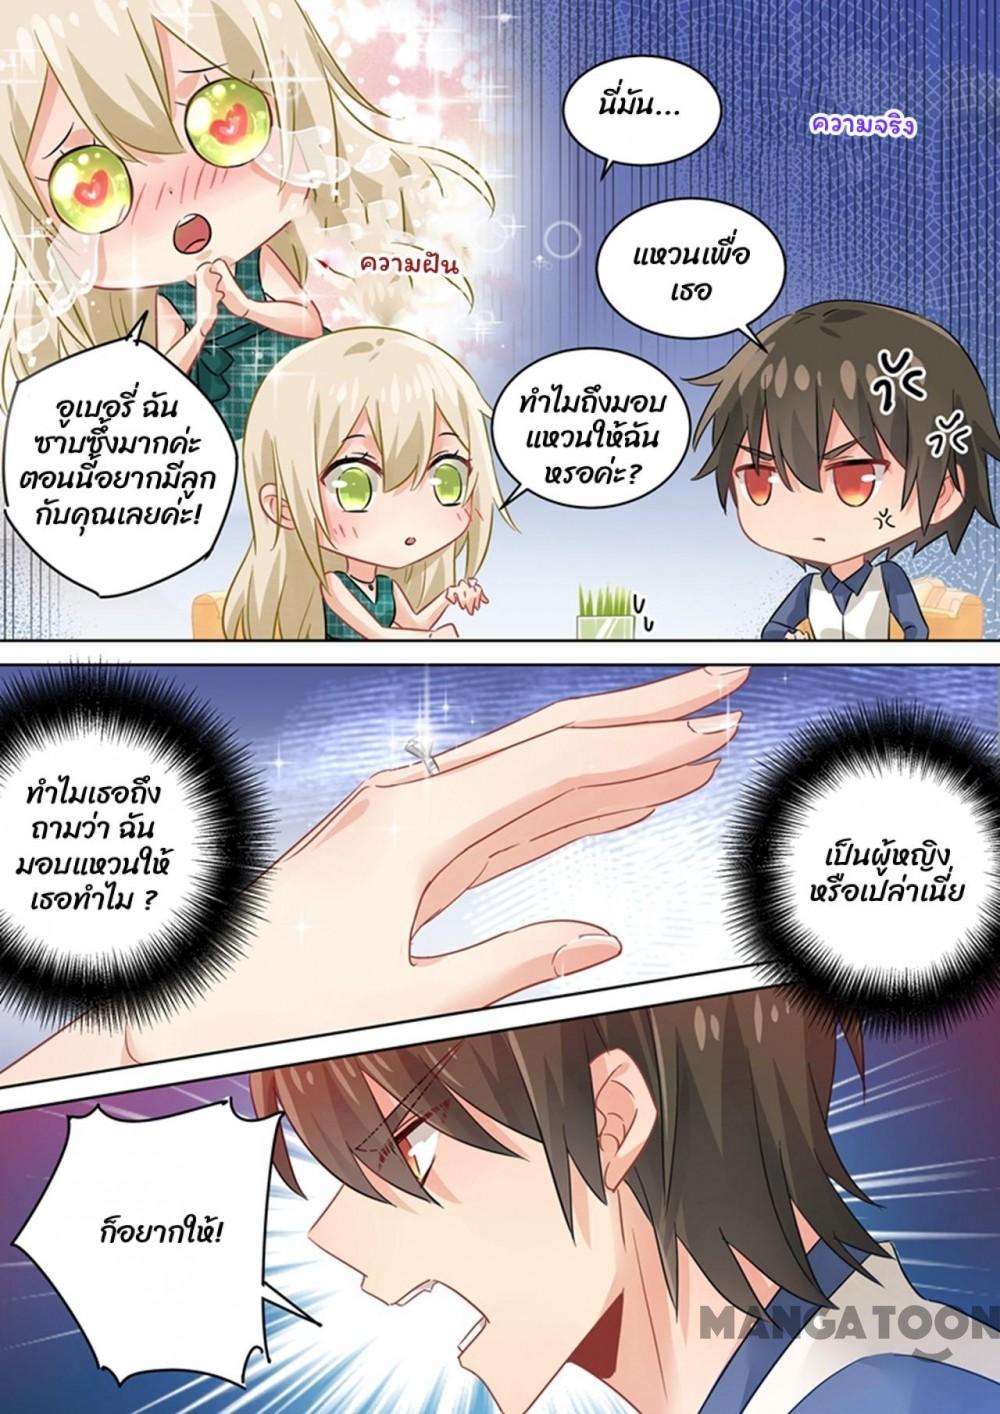 นี่มัน...
ความจริง
แหวนเพื่อ
เธอ
ความฝัน
ทำไมถึงมอบ
แหวนให้ฉัน
หรอค่ะ?
อูเบอรี่ ฉัน
ซาบซึ้งมากค่ะ
ตอนนี้อยากมีลูก
กับคุณเลยค่ะ!
ทำไมเธอถึง
ถามว่า ฉัน
มอบแหวนให้
เธอทำไม ?
เป็นผู้หญิง
หรือเปล่าเนี่ย
ก็อยากให้!
MANGATOON